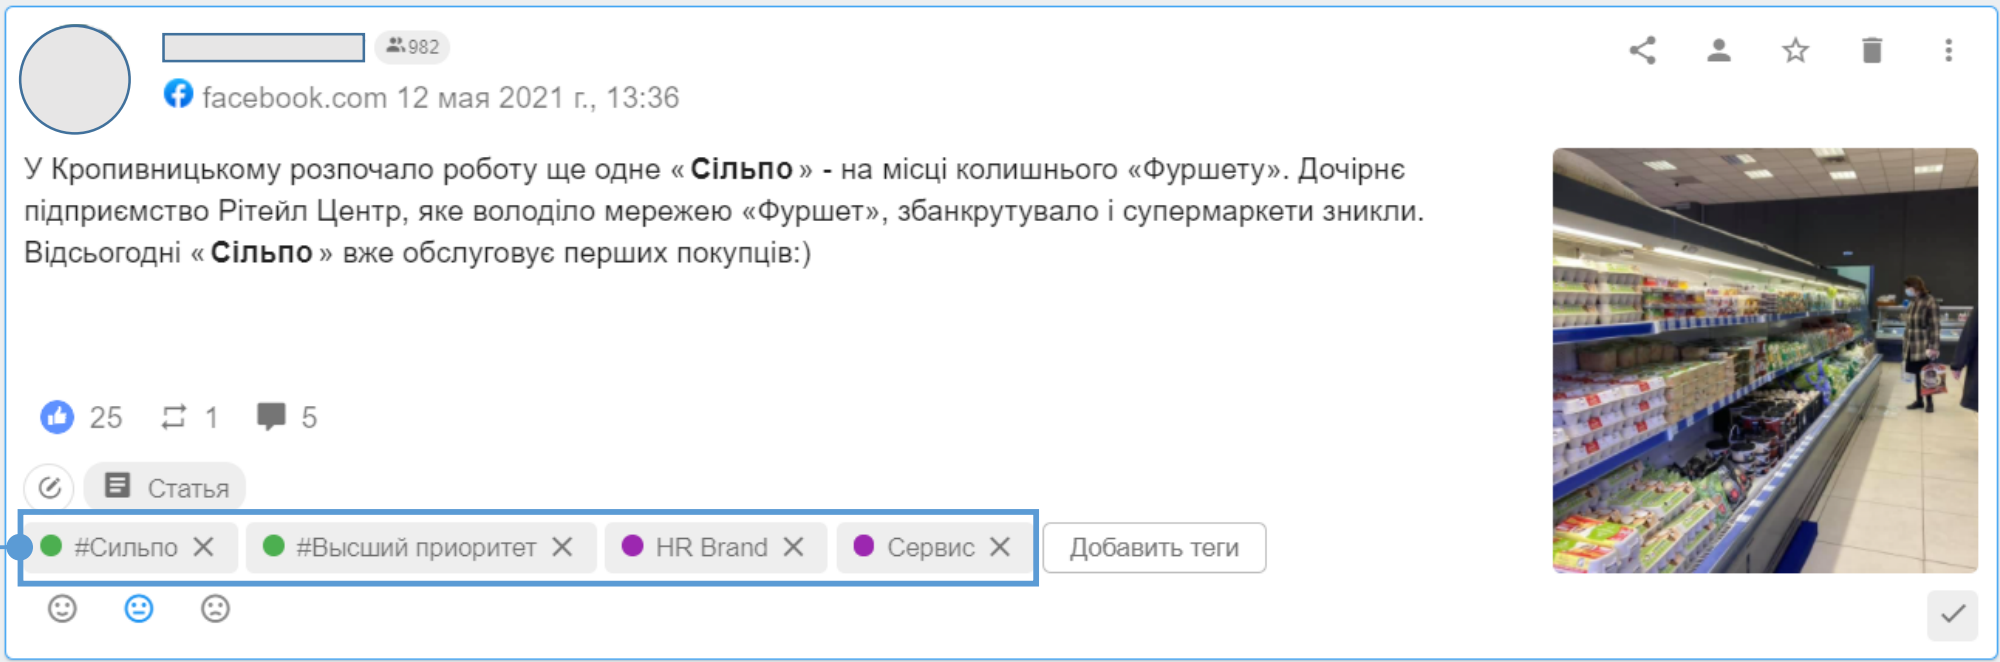 982
facebook.com 12 мая 2021 г., 13:36
У Кропивницькому розпочало роботу ще одне «Сільпо» - на місці колишнього «Фуршету». Дочірнє
підприємство Рітейл Центр, яке володіло мережею «Фуршет», збанкрутувало і супермаркети зникли.
Відсьогодні «Сільпо» вже обслуговує перших покупців:)
25 1 5
Статья
#Сильпо #Высший приоритет HR Brand Сервис Добавить теги